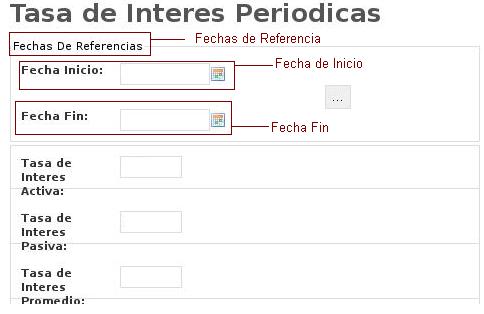 Tasa de Interes Periodicas
Fechas De Referencias
Fechas de Referencia
Fecha Inicio:
Fecha de Inicio
...
Fecha Fin:
Fecha Fin
Tasa de
Interes
Activa:
Tasa de
Interes
Pasiva:
Tasa de
Interes
Promedio: